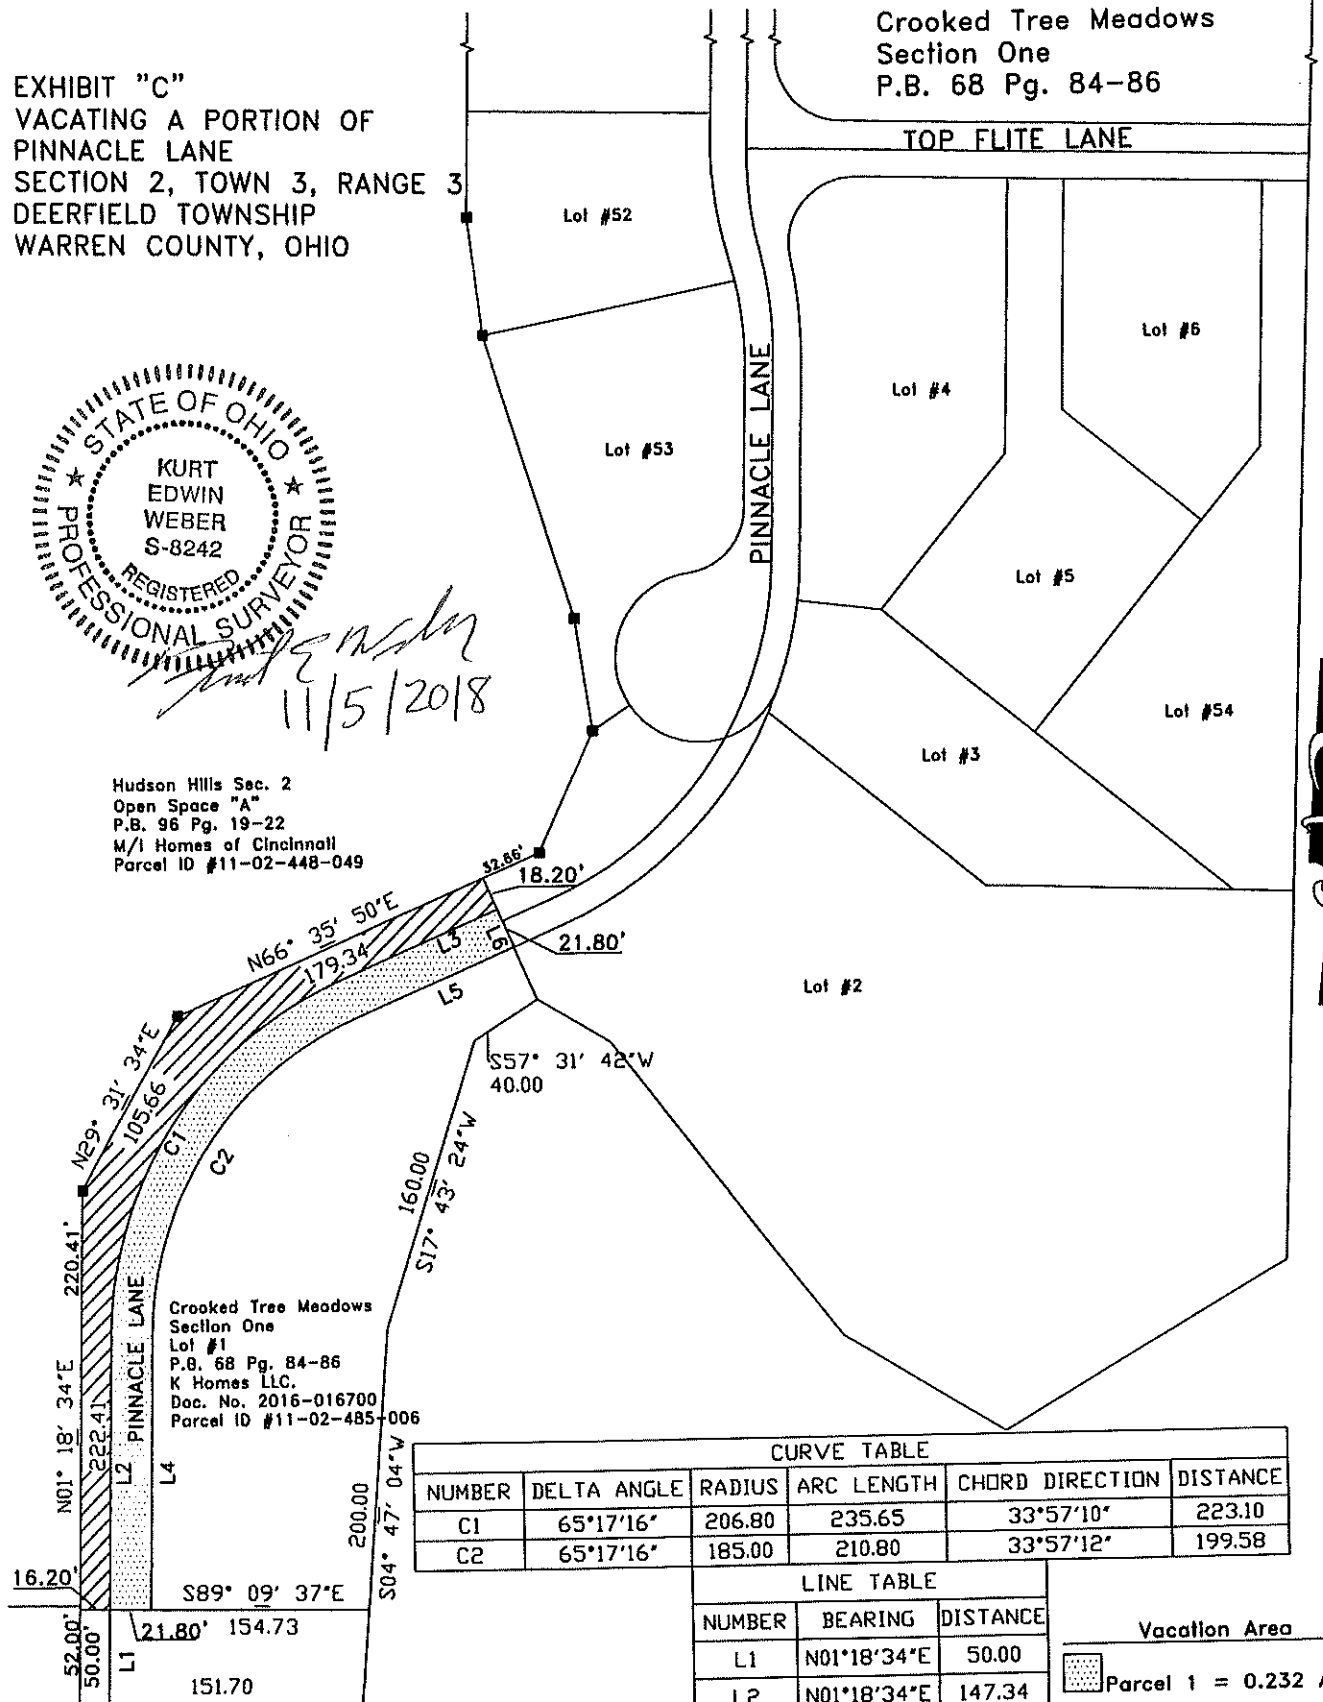 Crooked Tree Meadows
Section One
P.B. 68 Pg. 84-86
EXHIBIT "C"
VACATING A PORTION OF
PINNACLE LANE
SECTION 2, TOWN 3, RANGE 3
DEERFIELD TOWNSHIP
WARREN COUNTY, OHIO
TOP FLITE LANE
Lot #52
Lot #6
Lot #4
PINNACLE LANE
Lot #53
STATE OF OHIO
KURT
EDWIN
WEBER
S-8242
REGISTERED
PROFESSIONAL SURVEYOR
11/5/2018
Lot #5
Lot #54
Lot #3
Hudson Hills Sec. 2
Open Space "A"
P.B. 96 Pg. 19-22
M/I Homes of Cincinnati
Parcel ID #11-02-448-049
32.66'
18.20'
N66° 35' 50"E
179.34
L3
L6
21.80'
L5
Lot #2
N29° 31' 34"E
105.66
C1
C2
S57° 31' 42"W
40.00
160.00
S17° 43' 24"W
220.41'
N01° 18' 34"E
222.41
L2
PINNACLE LANE
L4
Crooked Tree Meadows
Section One
Lot #1
P.B. 68 Pg. 84-86
K Homes LLC.
Doc. No. 2016-016700
Parcel ID #11-02-485-006
200.00
S04° 47' 04"W
16.20'
S89° 09' 37"E
21.80' 154.73
52.00'
50.00'
L1
151.70
CURVE TABLE
NUMBER DELTA ANGLE RADIUS ARC LENGTH CHORD DIRECTION DISTANCE
C1 65°17'16" 206.80 235.65 33°57'10" 223.10
C2 65°17'16" 185.00 210.80 33°57'12" 199.58
LINE TABLE
NUMBER BEARING DISTANCE
L1 N01°18'34"E 50.00
L2 N01°18'34"E 147.34
Vacation Area
Parcel 1 = 0.232